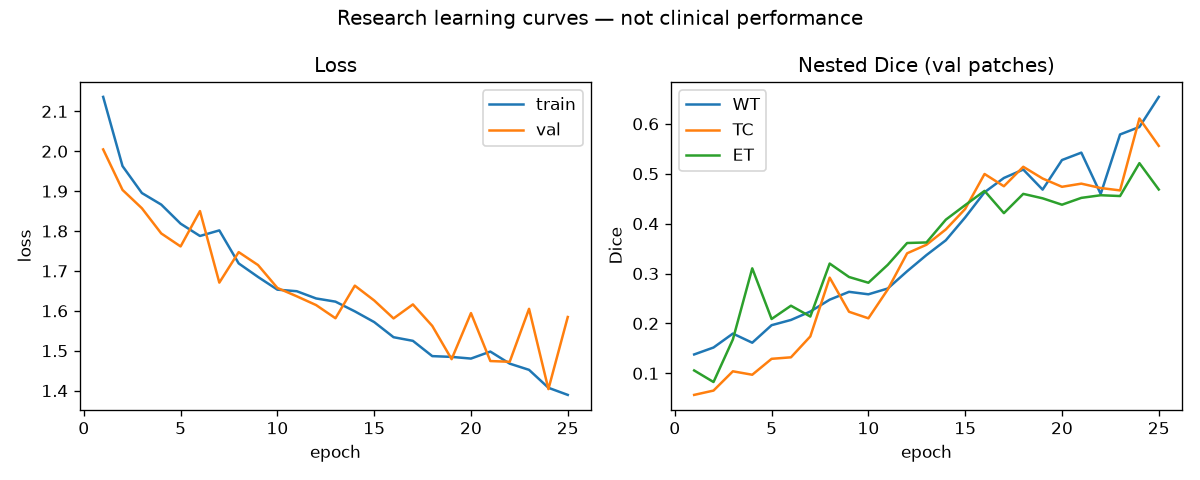 Research learning curves — not clinical performance
Loss
train
val
2.1
2.0
1.9
1.8
1.7
1.6
1.5
1.4
loss
0 5 10 15 20 25
epoch
Nested Dice (val patches)
WT
TC
ET
0.6
0.5
0.4
0.3
0.2
0.1
Dice
0 5 10 15 20 25
epoch